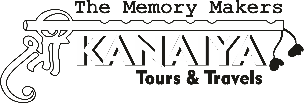 The Memory Makers
श्री KANAIYA
Tours & Travels